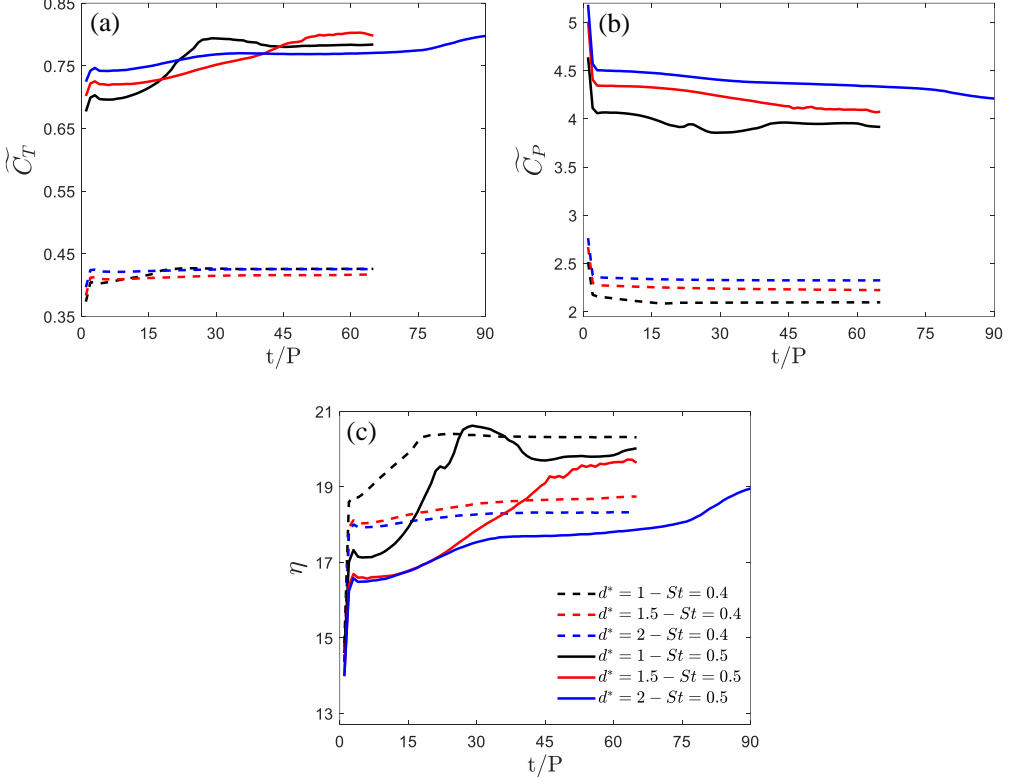 (a)
0.85
0.75
0.65
0.55
0.45
0.35
C̃_T
0 15 30 45 60 75 90
t/P
(b)
5
4.5
4
3.5
3
2.5
2
C̃_P
0 15 30 45 60 75 90
t/P
(c)
21
19
17
15
13
η
d* = 1 − St = 0.4
d* = 1.5 − St = 0.4
d* = 2 − St = 0.4
d* = 1 − St = 0.5
d* = 1.5 − St = 0.5
d* = 2 − St = 0.5
0 15 30 45 60 75 90
t/P